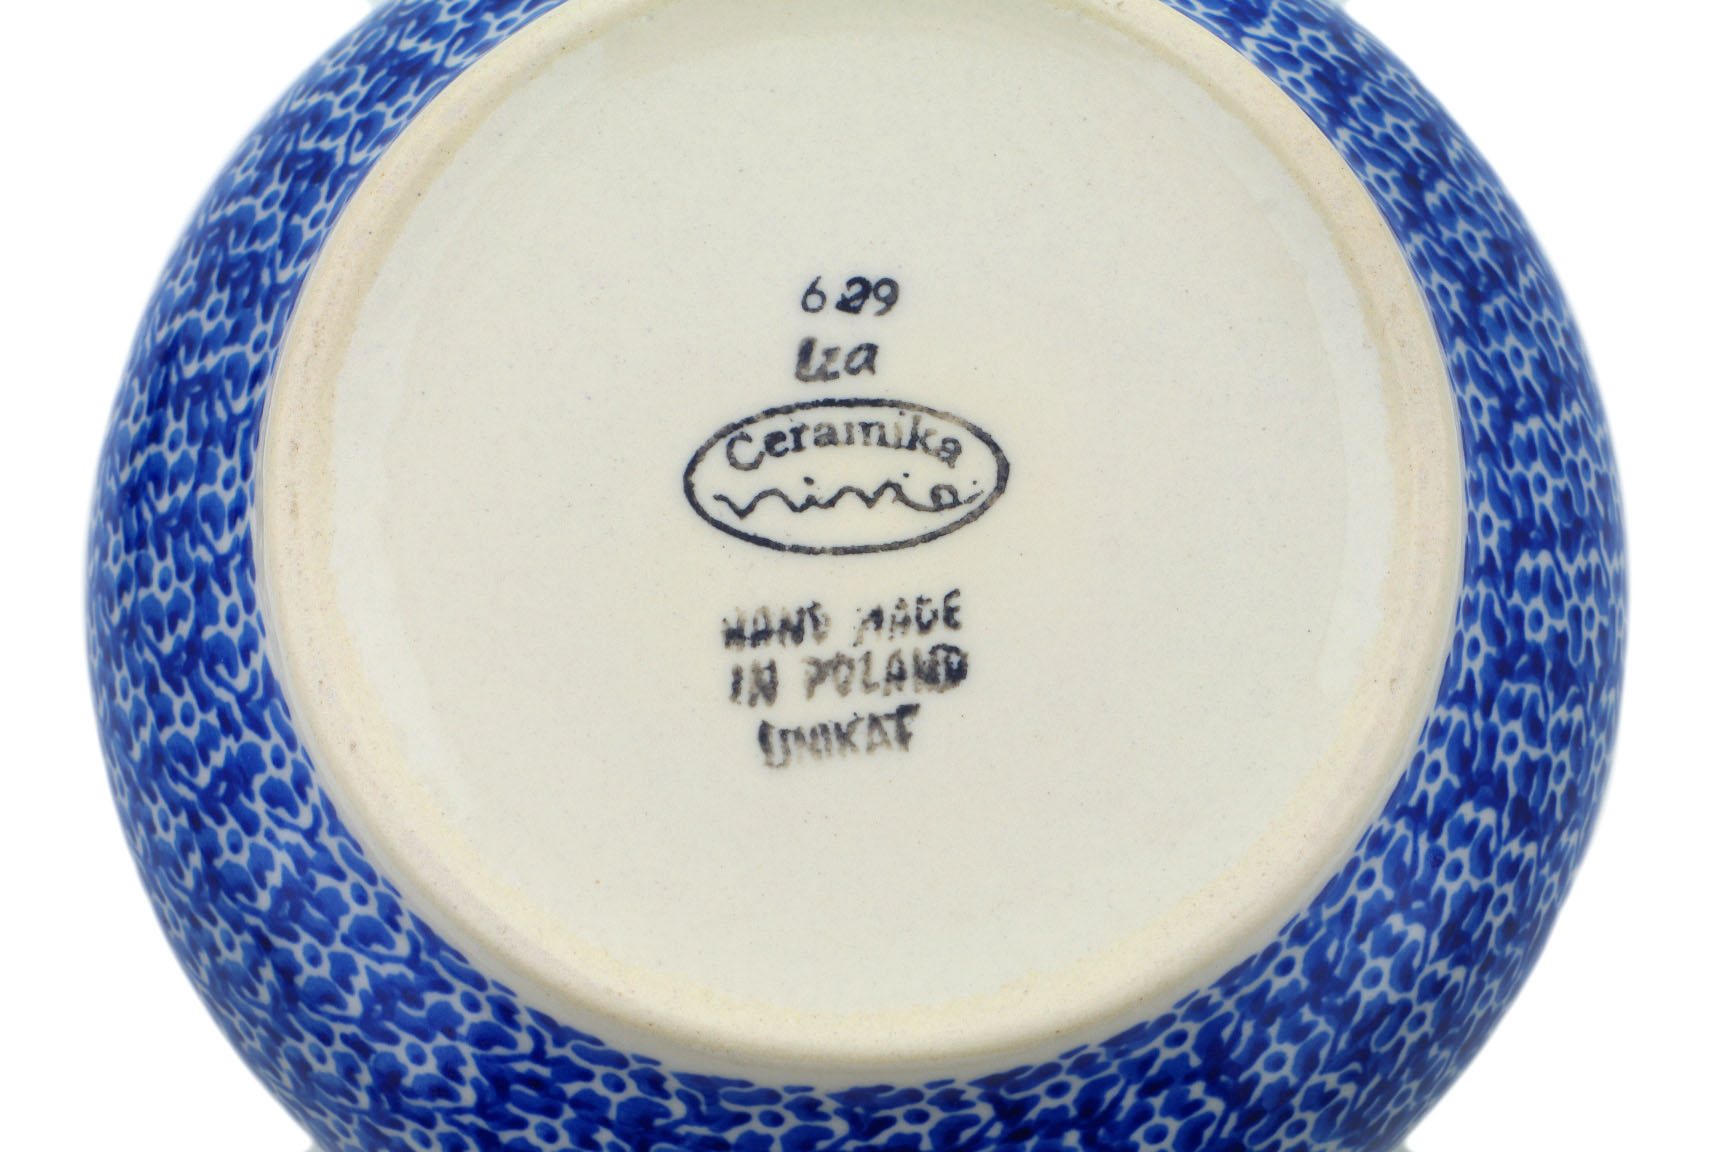 629
Iza
Ceramika
HAND MADE
IN POLAND
UNIKAT